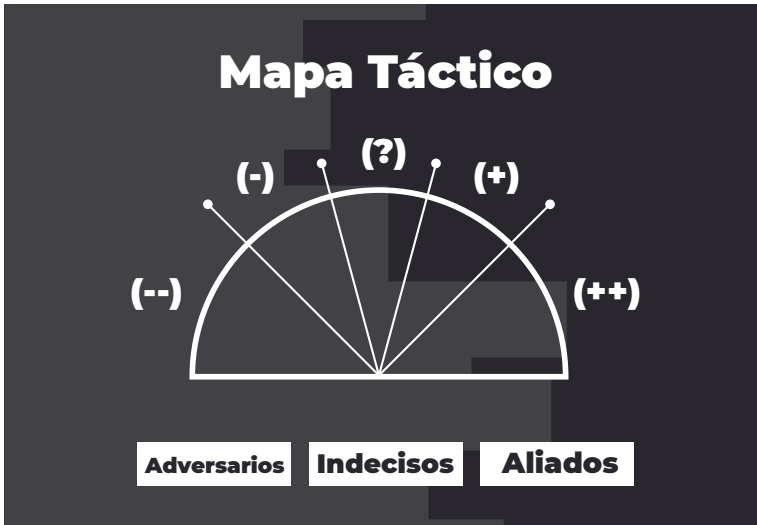 Mapa Táctico
(?)
(-)
(+)
(--)
(++)
Adversarios
Indecisos
Aliados